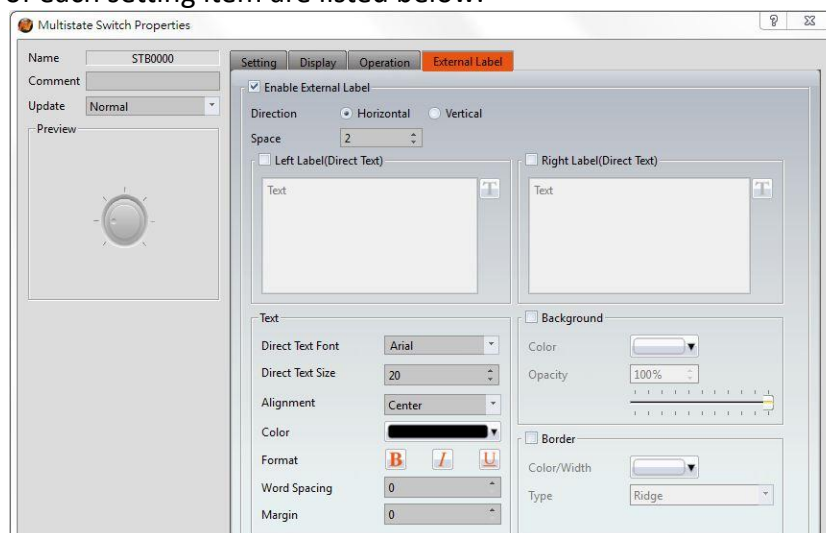 of each setting item are listed below.
Multistate Switch Properties
Name STB0000
Comment
Update Normal
Preview
Setting Display Operation External Label
Enable External Label
Direction Horizontal Vertical
Space 2
Left Label(Direct Text) Right Label(Direct Text)
Text T Text T
Text Background
Direct Text Font Arial Color
Direct Text Size 20 Opacity 100%
Alignment Center
Color Border
Format B I U Color/Width
Word Spacing 0 Type Ridge
Margin 0